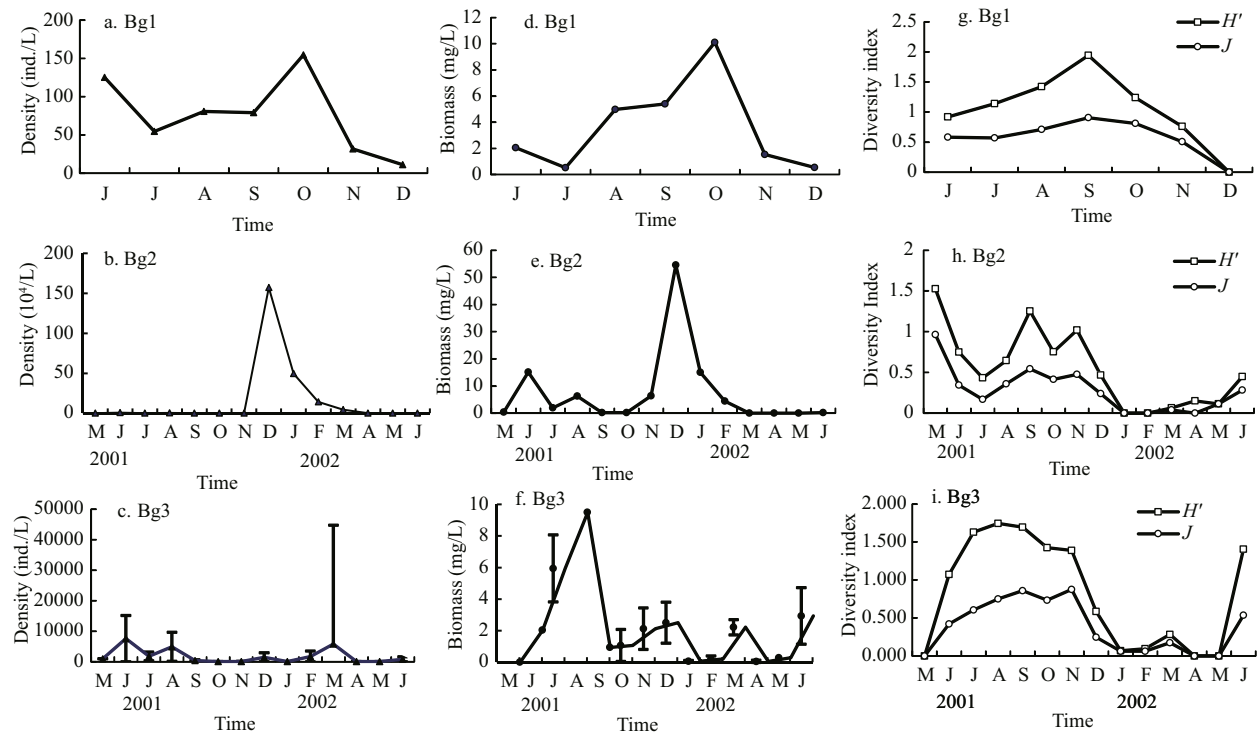 a. Bg1
Density (ind./L)
200
150
100
50
0
J J A S O N D
Time
d. Bg1
Biomass (mg/L)
12
10
8
6
4
2
0
J J A S O N D
Time
g. Bg1
H'
J
Diversity index
2.5
2
1.5
1
0.5
0
J J A S O N D
Time
b. Bg2
Density (10⁴/L)
200
150
100
50
0
M J J A S O N D J F M A M J
2001 2002
Time
e. Bg2
Biomass (mg/L)
60
50
40
30
20
10
0
M J J A S O N D J F M A M J
2001 2002
Time
h. Bg2
H'
J
Diversity Index
2
1.5
1
0.5
0
M J J A S O N D J F M A M J
2001 2002
Time
c. Bg3
Density (ind./L)
50000
40000
30000
20000
10000
0
M J J A S O N D J F M A M J
2001 2002
Time
f. Bg3
Biomass (mg/L)
10
8
6
4
2
0
M J J A S O N D J F M A M J
2001 2002
Time
i. Bg3
H'
J
Diversity index
2.000
1.500
1.000
0.500
0.000
M J J A S O N D J F M A M J
2001 2002
Time